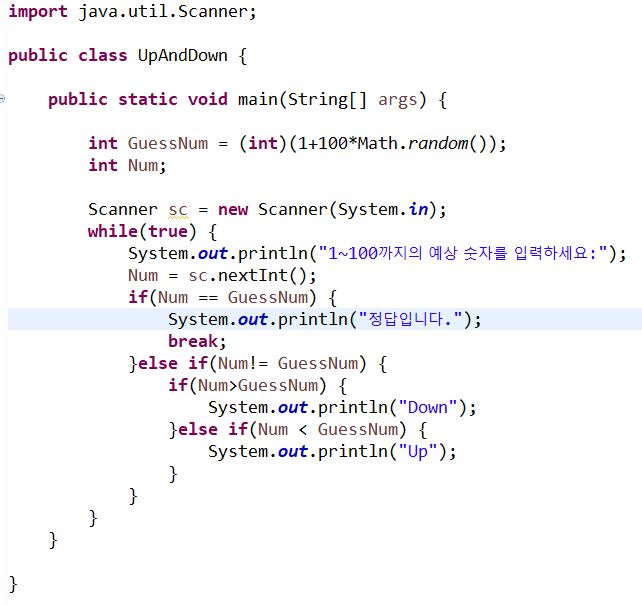 import java.util.Scanner;
public class UpAndDown {
public static void main(String[] args) {
int GuessNum = (int)(1+100*Math.random());
int Num;
Scanner sc = new Scanner(System.in);
while(true) {
System.out.println("1~100까지의 예상 숫자를 입력하세요:");
Num = sc.nextInt();
if(Num == GuessNum) {
System.out.println("정답입니다.");
break;
}else if(Num!= GuessNum) {
if(Num>GuessNum) {
System.out.println("Down");
}else if(Num < GuessNum) {
System.out.println("Up");
}
}
}
}
}